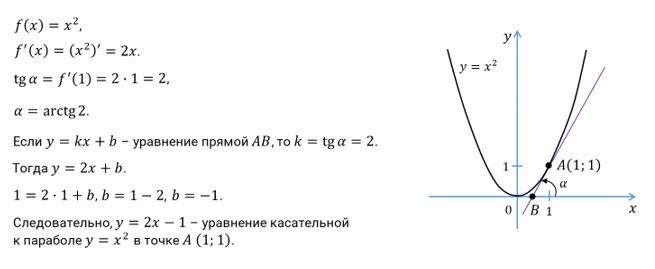 f(x) = x²,
f′(x) = (x²)′ = 2x.
tg α = f′(1) = 2 · 1 = 2,
α = arctg 2.
Если y = kx + b – уравнение прямой AB, то k = tg α = 2.
Тогда y = 2x + b.
1 = 2 · 1 + b, b = 1 − 2, b = −1.
Следовательно, y = 2x − 1 – уравнение касательной
к параболе y = x² в точке A (1; 1).
y
y = x²
1
A(1; 1)
α
0
B
1
x